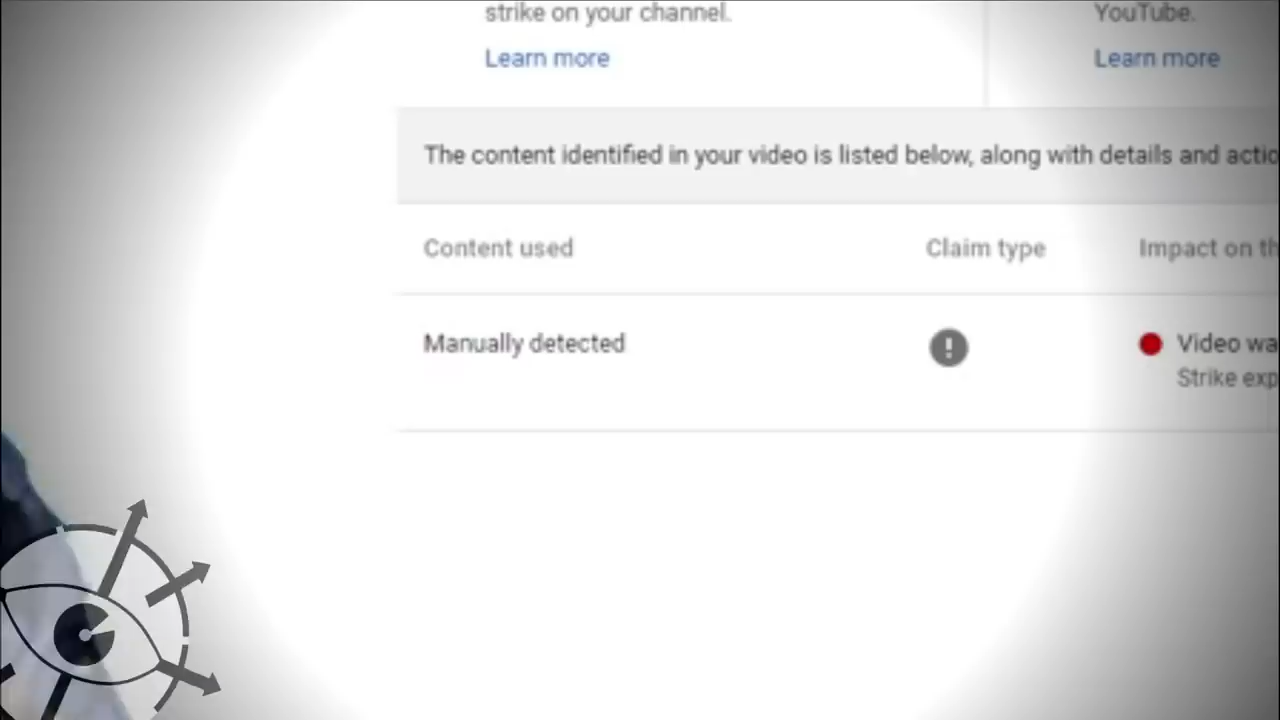 strike on your channel.
YouTube.
Learn more
Learn more
The content identified in your video is listed below, along with details and actio
Content used
Claim type
Impact on th
Manually detected
Video wa
Strike exp